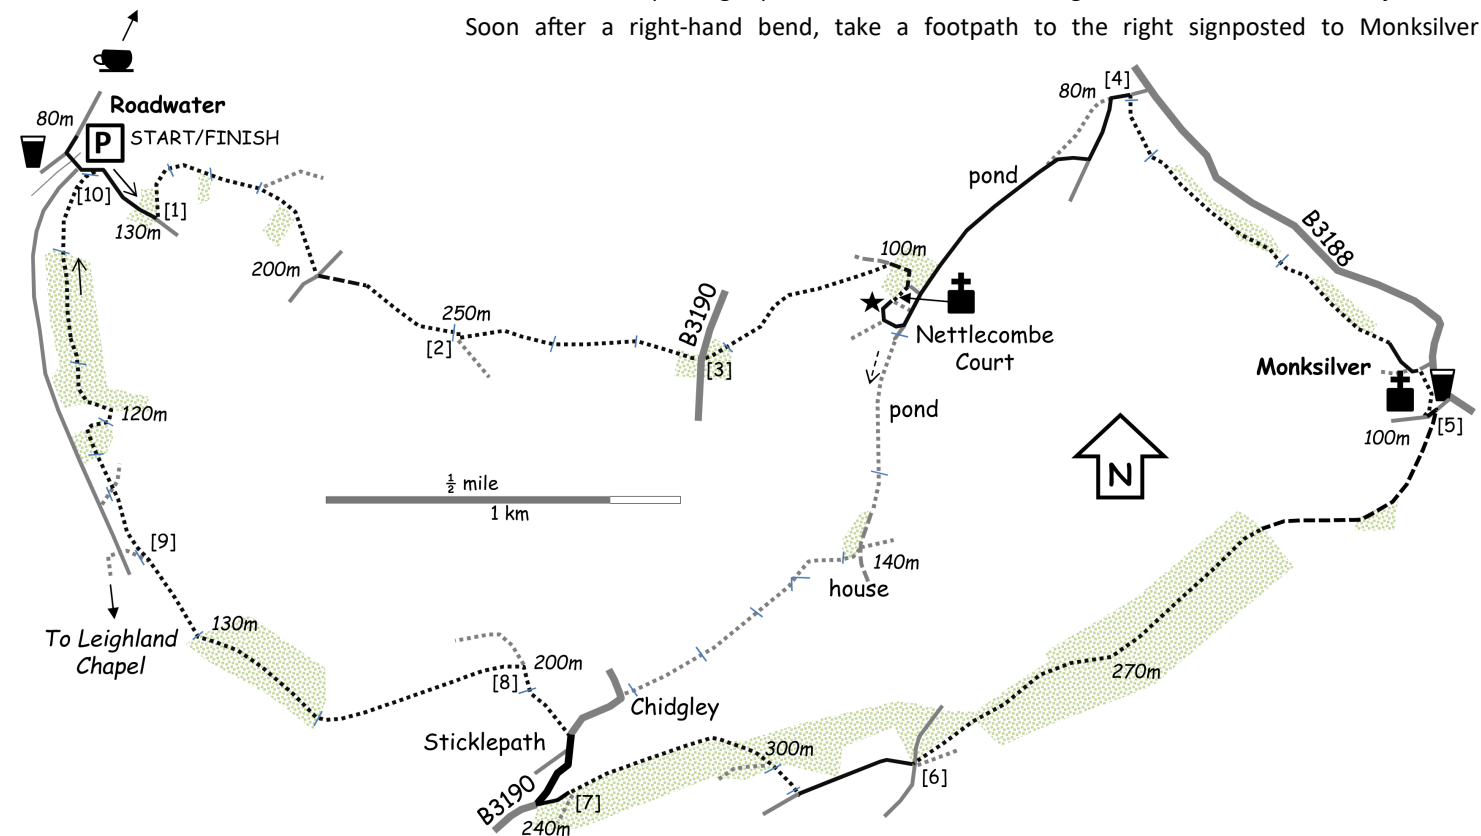 Soon after a right-hand bend, take a footpath to the right signposted to Monksilver
[4]
80m
Roadwater
80m
P
START/FINISH
pond
[10]
[1]
130m
B3188
100m
200m
250m
B3190
[2]
[3]
Nettlecombe
Court
Monksilver
pond
120m
100m
[5]
N
½ mile
1 km
[9]
140m
house
130m
To Leighland
Chapel
200m
[8]
270m
Chidgley
Sticklepath
300m
[6]
B3190
[7]
240m